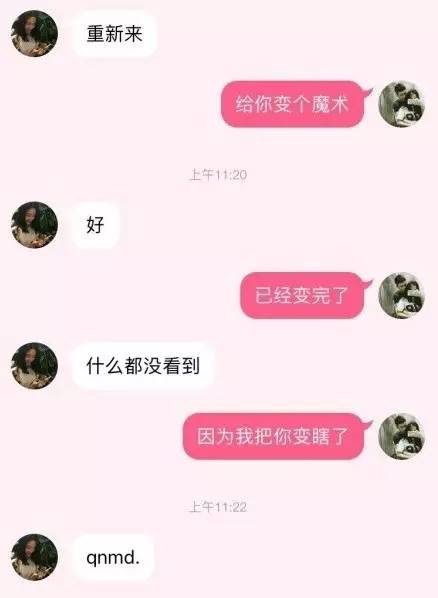 重新来
给你变个魔术
上午11:20
好
已经变完了
什么都没看到
因为我把你变瞎了
上午11:22
qnmd.